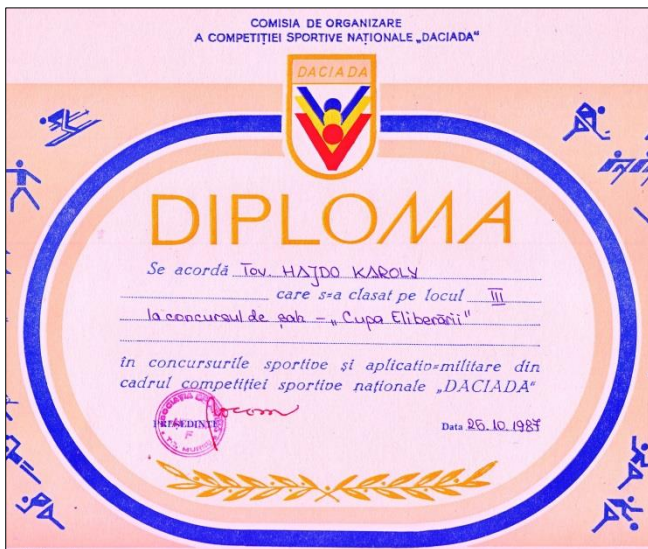 COMISIA DE ORGANIZARE
A COMPETIȚIEI SPORTIVE NAȚIONALE „DACIADA“
DACIADA
DIPLOMA
Se acordă Tov. HAJDO KAROLY
care s=a clasat pe locul III
la concursul de șah – „Cupa Eliberării"
în concursurile sportive și aplicativ=militare din
cadrul competiției sportive naționale „DACIADA“
PREȘEDINTE
Data 25.10.1987